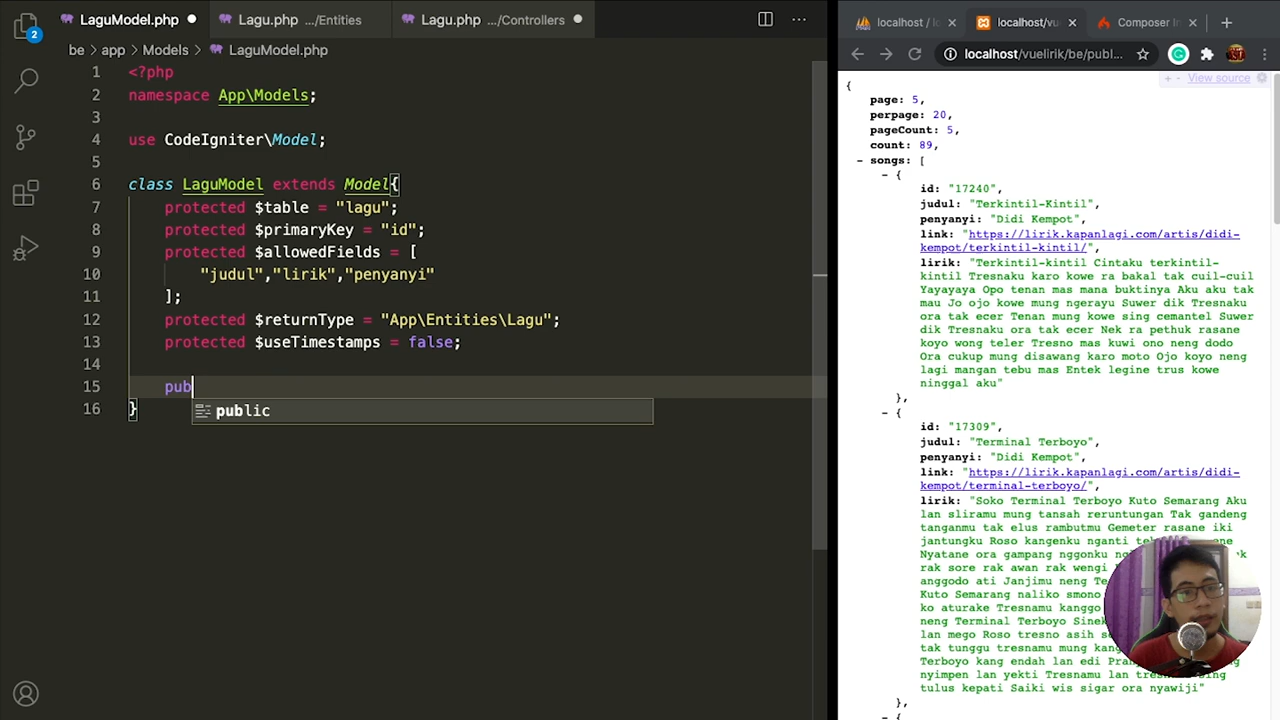 LaguModel.php
Lagu.php .../Entities
Lagu.php .../Controllers
2
be > app > Models > LaguModel.php
1 <?php
2 namespace App\Models;
3
4 use CodeIgniter\Model;
5
6 class LaguModel extends Model{
7 protected $table = "lagu";
8 protected $primaryKey = "id";
9 protected $allowedFields = [
10 "judul","lirik","penyanyi"
11 ];
12 protected $returnType = "App\Entities\Lagu";
13 protected $useTimestamps = false;
14
15 pub
public
16 }
localhost / lo
localhost/vue
Composer In
localhost/vuelirik/be/publ...
+ - View source
{
page: 5,
perpage: 20,
pageCount: 5,
count: 89,
- songs: [
- {
id: "17240",
judul: "Terkintil-Kintil",
penyanyi: "Didi Kempot",
link: "https://lirik.kapanlagi.com/artis/didi-
kempot/terkintil-kintil/",
lirik: "Terkintil-kintil Cintaku terkintil-
kintil Tresnaku karo kowe ra bakal tak cuil-cuil
Yayayaya Opo tenan mas mana buktinya Aku aku tak
mau Jo ojo kowe mung ngerayu Suwer dik Tresnaku
ora tak ecer Tenan mung kowe sing cemantel Suwer
dik Tresnaku ora tak ecer Nek ra pethuk rasane
koyo wong teler Tresno mas kuwi ono neng dodo
Ora cukup mung disawang karo moto Ojo koyo neng
lagi mangan tebu mas Entek legine trus kowe
ninggal aku"
},
- {
id: "17309",
judul: "Terminal Terboyo",
penyanyi: "Didi Kempot",
link: "https://lirik.kapanlagi.com/artis/didi-
kempot/terminal-terboyo/",
lirik: "Soko Terminal Terboyo Kuto Semarang Aku
lan sliramu mung tansah reruntungan Tak gandeng
tanganmu tak elus rambutmu Gemeter rasane iki
jantungku Roso kangenku nganti
Nyatane ora gampang nggonku
rak sore rak awan rak wengi
anggodo ati Janjimu neng
Kuto Semarang naliko smono
ko aturake Tresnamu kanggo
neng Terminal Terboyo
lan mego Roso tresno asih
tak tunggu tresnamu mung
Terboyo kang endah lan edi
nyimpen lan yekti Tresnamu lan sing
tulus kepati Saiki wis sigar ora nyawiji"
},
- {